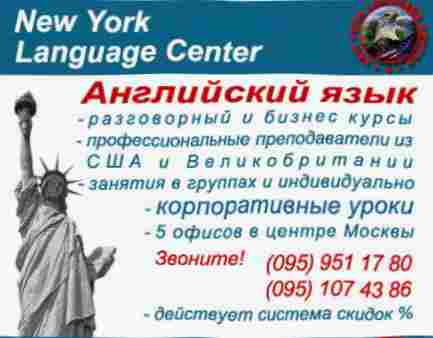 New York
Language Center
Английский язык
- разговорный и бизнес курсы
- профессиональные преподаватели из
США и Великобритании
- занятия в группах и индивидуально
- корпоративные уроки
- 5 офисов в центре Москвы
Звоните! (095) 951 17 80
(095) 107 43 86
- действует система скидок %